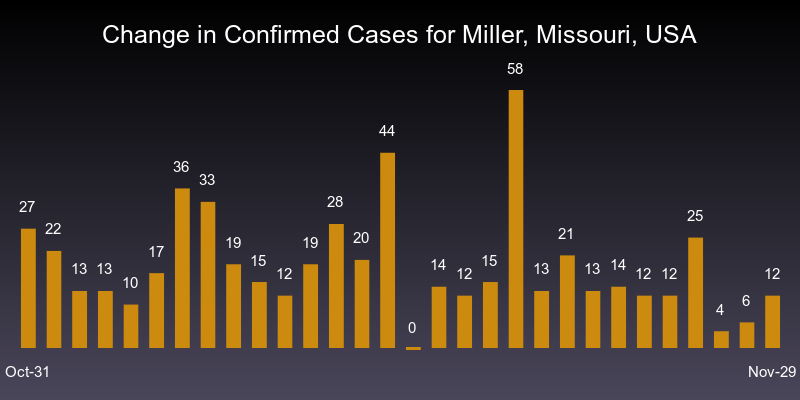 Change in Confirmed Cases for Miller, Missouri, USA
27 22 13 13 10 17 36 33 19 15 12 19 28 20 44 0 14 12 15 58 13 21 13 14 12 12 25 4 6 12
Oct-31 Nov-29